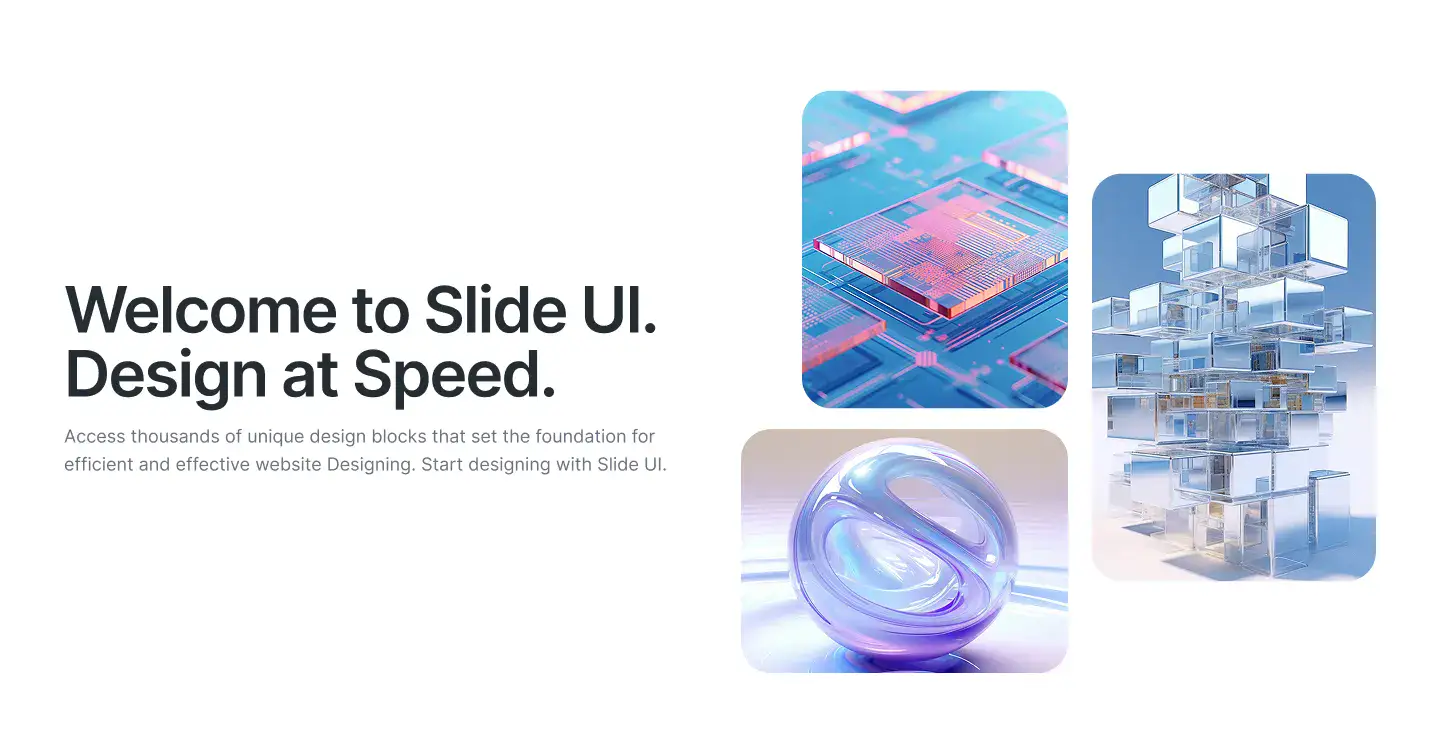 Welcome to Slide UI.
Design at Speed.
Access thousands of unique design blocks that set the foundation for
efficient and effective website Designing. Start designing with Slide UI.